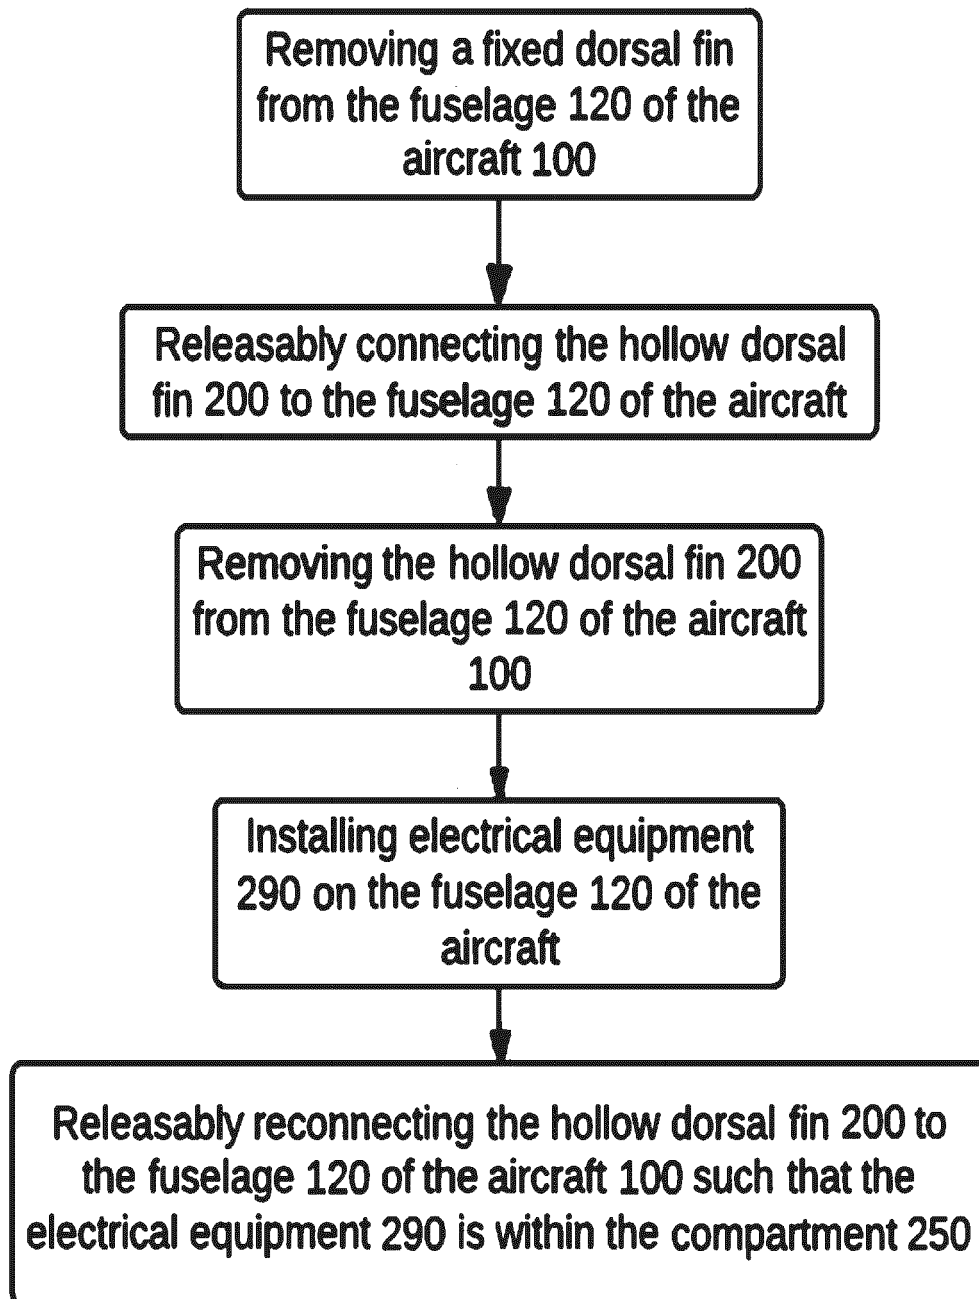 Removing a fixed dorsal fin
from the fuselage 120 of the
aircraft 100
Releasably connecting the hollow dorsal
fin 200 to the fuselage 120 of the aircraft
Removing the hollow dorsal fin 200
from the fuselage 120 of the aircraft
100
Installing electrical equipment
290 on the fuselage 120 of the
aircraft
Releasably reconnecting the hollow dorsal fin 200 to
the fuselage 120 of the aircraft 100 such that the
electrical equipment 290 is within the compartment 250